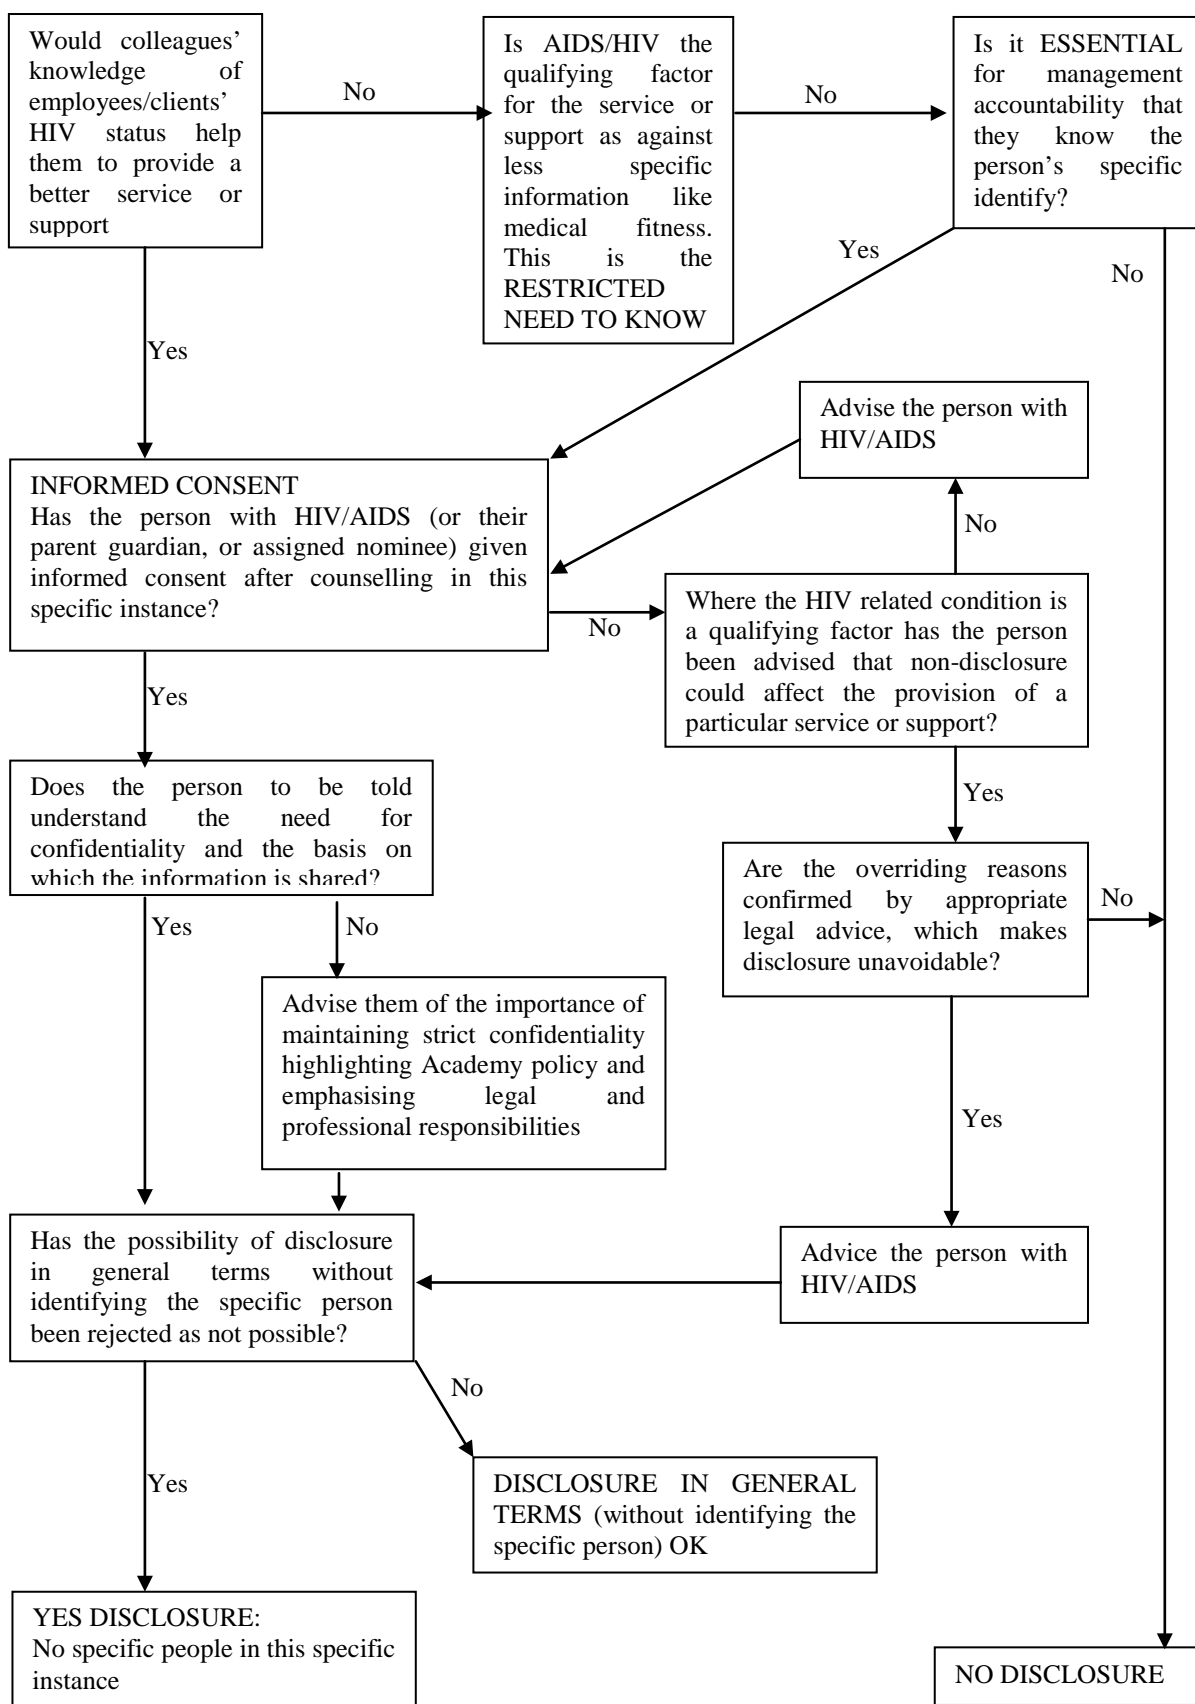 Would colleagues’
knowledge of
employees/clients’
HIV status help
them to provide a
better service or
support
No
Is AIDS/HIV the
qualifying factor
for the service or
support as against
less specific
information like
medical fitness.
This is the
RESTRICTED
NEED TO KNOW
No
Is it ESSENTIAL
for management
accountability that
they know the
person’s specific
identify?
Yes
No
Yes
Advise the person with
HIV/AIDS
No
INFORMED CONSENT
Has the person with HIV/AIDS (or their
parent guardian, or assigned nominee) given
informed consent after counselling in this
specific instance?
No
Where the HIV related condition is
a qualifying factor has the person
been advised that non-disclosure
could affect the provision of a
particular service or support?
Yes
Yes
Does the person to be told
understand the need for
confidentiality and the basis on
which the information is shared?
Are the overriding reasons
confirmed by appropriate
legal advice, which makes
disclosure unavoidable?
No
Yes
No
Advise them of the importance of
maintaining strict confidentiality
highlighting Academy policy and
emphasising legal and
professional responsibilities
Yes
Has the possibility of disclosure
in general terms without
identifying the specific person
been rejected as not possible?
Advice the person with
HIV/AIDS
No
Yes
DISCLOSURE IN GENERAL
TERMS (without identifying the
specific person) OK
YES DISCLOSURE:
No specific people in this specific
instance
NO DISCLOSURE